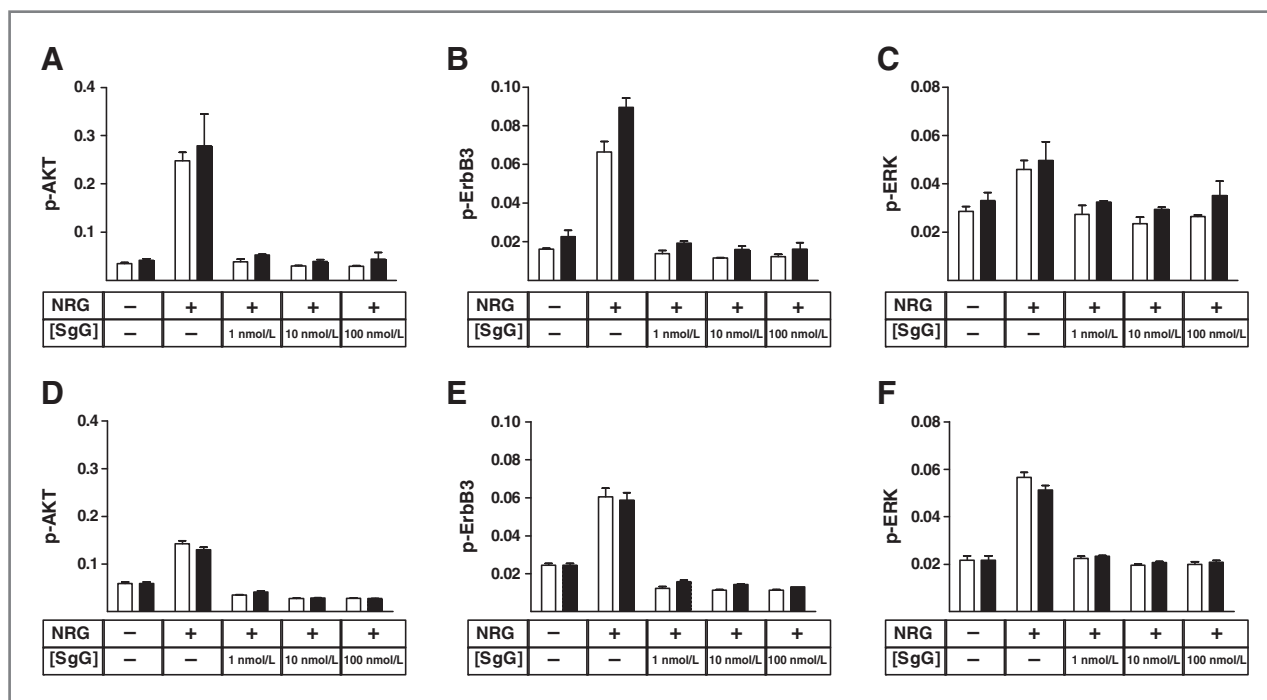 A
p-AKT
0.4
0.3
0.2
0.1
NRG – + + + +
[SgG] – – 1 nmol/L 10 nmol/L 100 nmol/L
B
p-ErbB3
0.10
0.08
0.06
0.04
0.02
NRG – + + + +
[SgG] – – 1 nmol/L 10 nmol/L 100 nmol/L
C
p-ERK
0.08
0.06
0.04
0.02
NRG – + + + +
[SgG] – – 1 nmol/L 10 nmol/L 100 nmol/L
D
p-AKT
0.4
0.3
0.2
0.1
NRG – + + + +
[SgG] – – 1 nmol/L 10 nmol/L 100 nmol/L
E
p-ErbB3
0.10
0.08
0.06
0.04
0.02
NRG – + + + +
[SgG] – – 1 nmol/L 10 nmol/L 100 nmol/L
F
p-ERK
0.08
0.06
0.04
0.02
NRG – + + + +
[SgG] – – 1 nmol/L 10 nmol/L 100 nmol/L